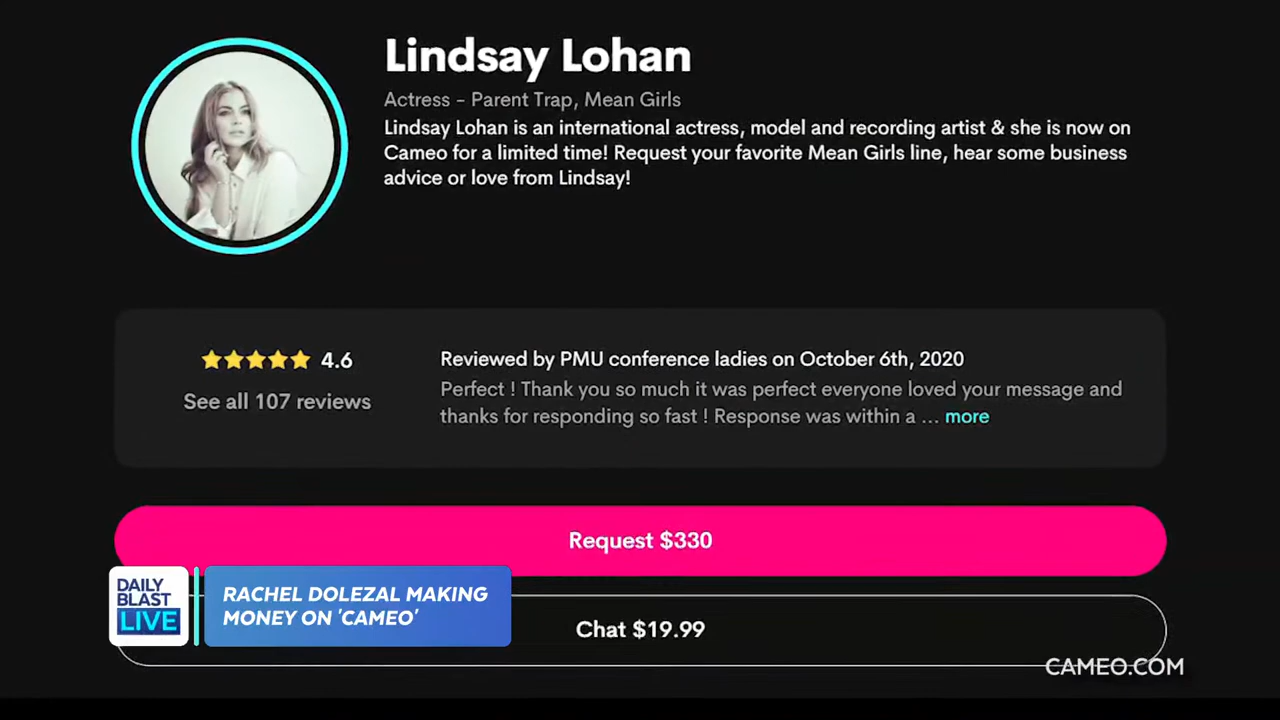 Lindsay Lohan
Actress - Parent Trap, Mean Girls
Lindsay Lohan is an international actress, model and recording artist & she is now on
Cameo for a limited time! Request your favorite Mean Girls line, hear some business
advice or love from Lindsay!
4.6
See all 107 reviews
Reviewed by PMU conference ladies on October 6th, 2020
Perfect ! Thank you so much it was perfect everyone loved your message and
thanks for responding so fast ! Response was within a ... more
Request $330
Chat $19.99
DAILY
BLAST
LIVE
RACHEL DOLEZAL MAKING
MONEY ON 'CAMEO'
CAMEO.COM